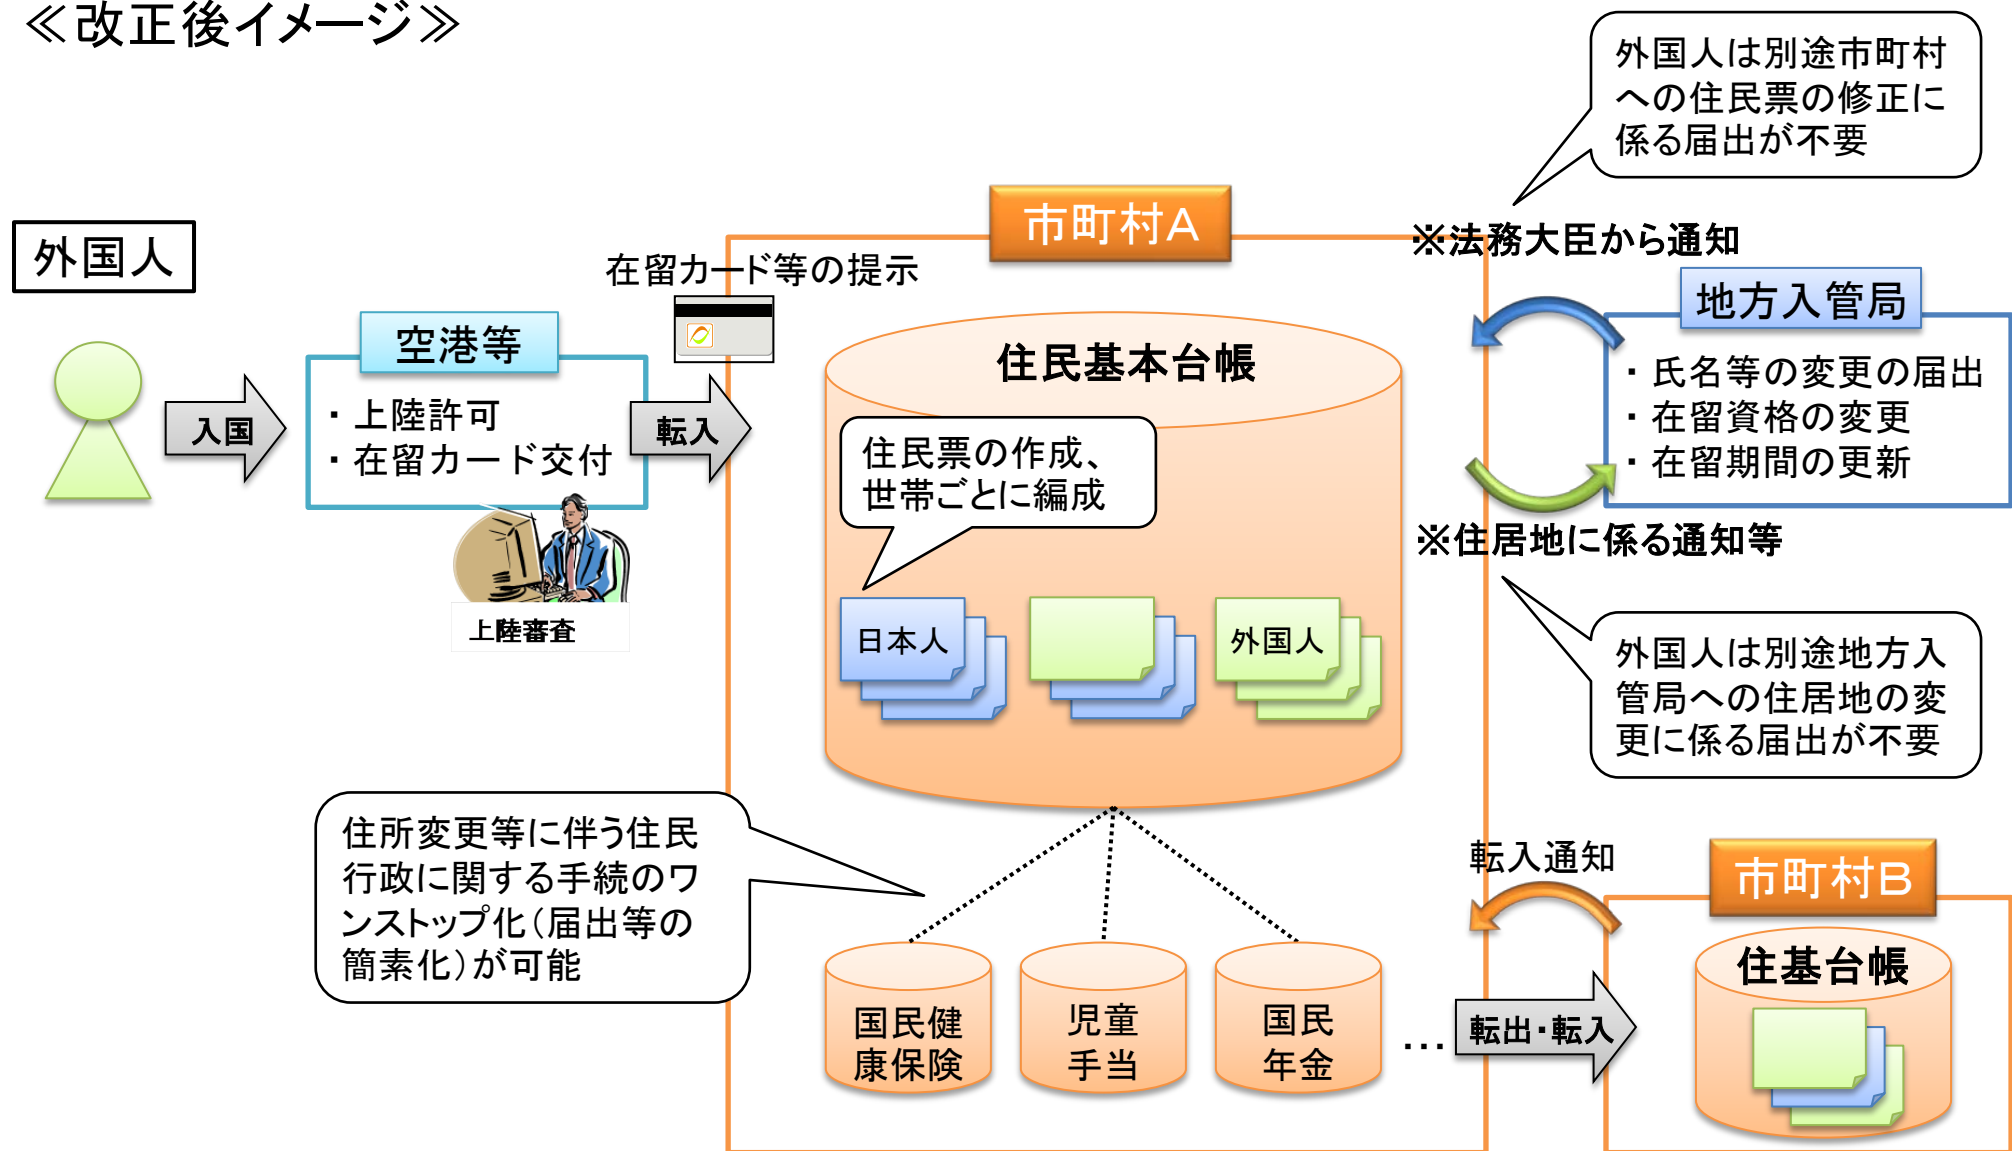 ≪改正後イメージ≫
外国人は別途市町村
への住民票の修正に
係る届出が不要
市町村A
※法務大臣から通知
外国人
在留カード等の提示
地方入管局
空港等
住民基本台帳
・氏名等の変更の届出
・在留資格の変更
・在留期間の更新
入国
・上陸許可
・在留カード交付
転入
住民票の作成、
世帯ごとに編成
※住居地に係る通知等
上陸審査
日本人
外国人
外国人は別途地方入
管局への住居地の変
更に係る届出が不要
住所変更等に伴う住民
行政に関する手続のワ
ンストップ化（届出等の
簡素化）が可能
転入通知
市町村B
住基台帳
国民健
康保険
児童
手当
国民
年金
…
転出・転入